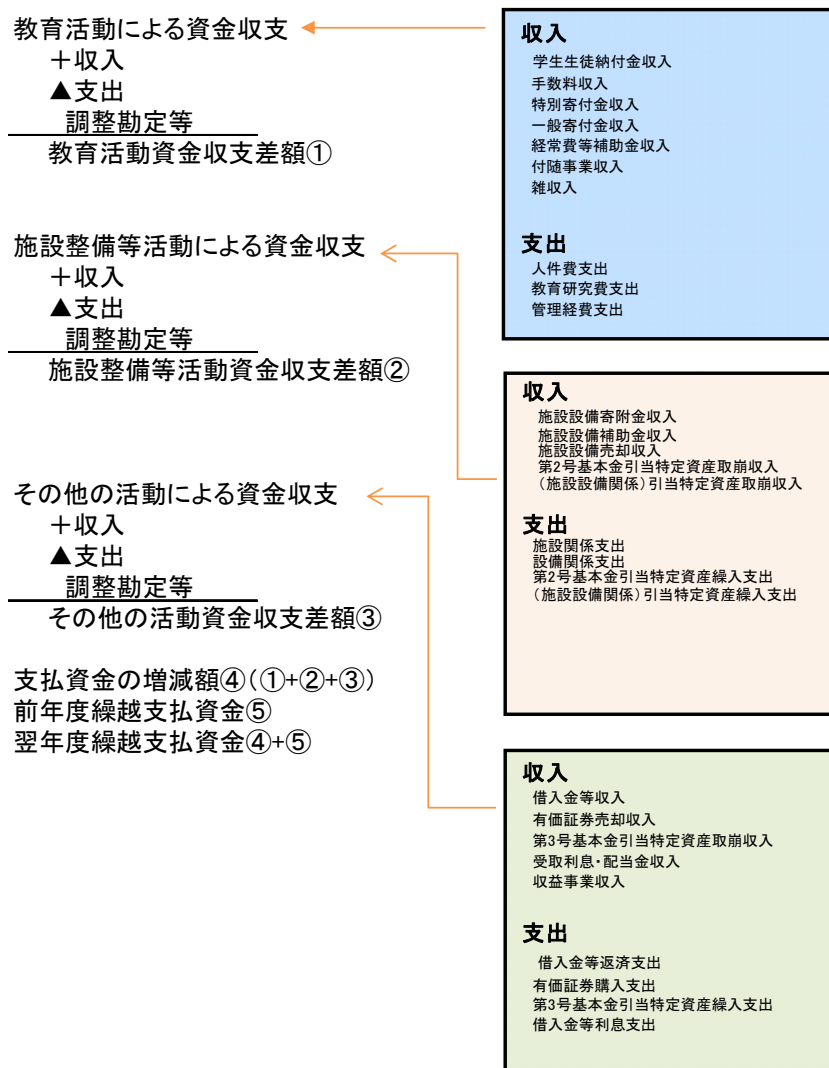 教育活動による資金収支
＋収入
▲支出
調整勘定等
教育活動資金収支差額①
施設整備等活動による資金収支
＋収入
▲支出
調整勘定等
施設整備等活動資金収支差額②
その他の活動による資金収支
＋収入
▲支出
調整勘定等
その他の活動資金収支差額③
支払資金の増減額④(①+②+③)
前年度繰越支払資金⑤
翌年度繰越支払資金④+⑤
収入
学生生徒納付金収入
手数料収入
特別寄付金収入
一般寄付金収入
経常費等補助金収入
付随事業収入
雑収入
支出
人件費支出
教育研究費支出
管理経費支出
収入
施設設備寄附金収入
施設設備補助金収入
施設設備売却収入
第2号基本金引当特定資産取崩収入
(施設設備関係)引当特定資産取崩収入
支出
施設関係支出
設備関係支出
第2号基本金引当特定資産繰入支出
(施設設備関係)引当特定資産繰入支出
収入
借入金等収入
有価証券売却収入
第3号基本金引当特定資産取崩収入
受取利息・配当金収入
収益事業収入
支出
借入金等返済支出
有価証券購入支出
第3号基本金引当特定資産繰入支出
借入金等利息支出